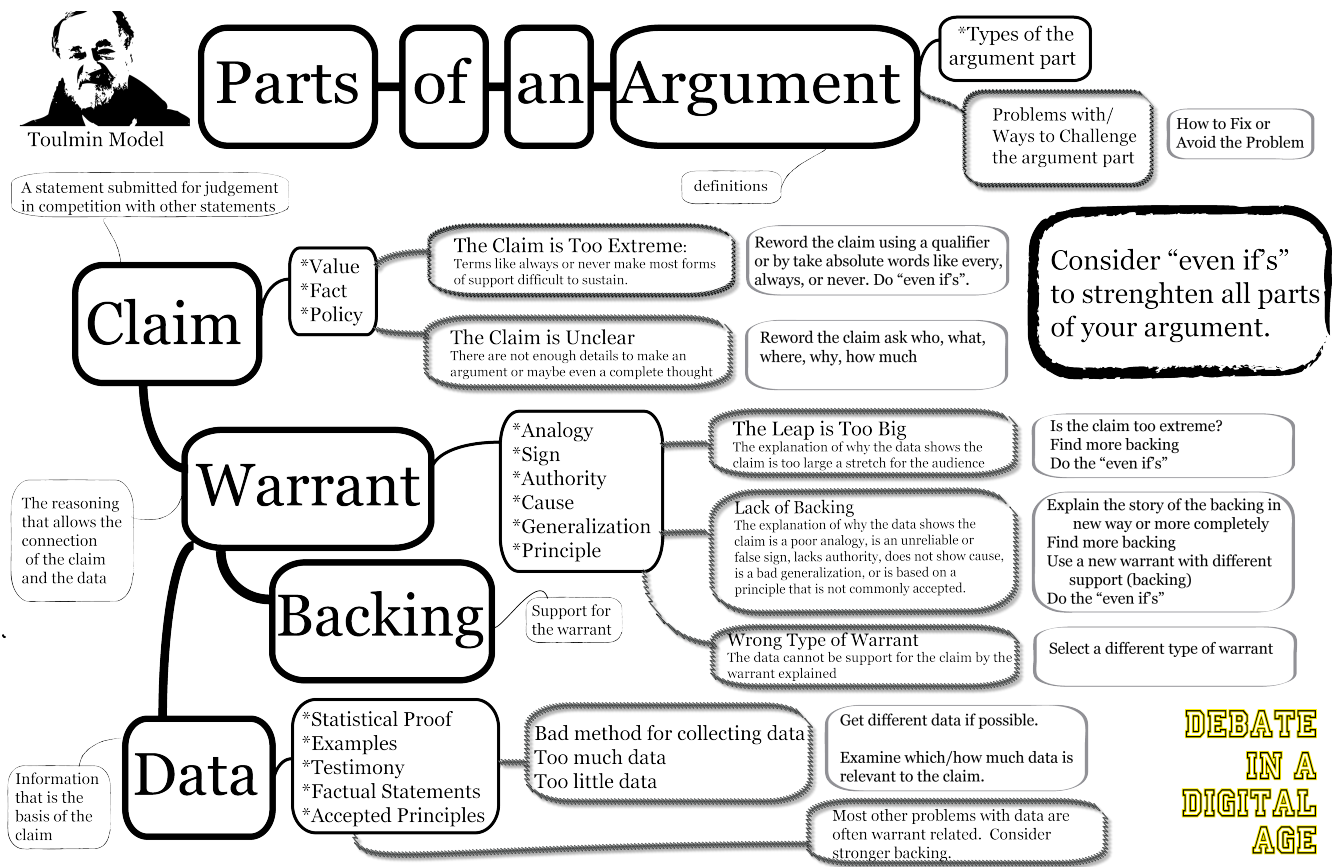 Toulmin Model
Parts of an Argument
*Types of the
argument part
Problems with/
Ways to Challenge
the argument part
How to Fix or
Avoid the Problem
definitions
A statement submitted for judgement
in competition with other statements
Claim
*Value
*Fact
*Policy
The Claim is Too Extreme:
Terms like always or never make most forms
of support difficult to sustain.
Reword the claim using a qualifier
or by take absolute words like every,
always, or never. Do “even if’s”.
The Claim is Unclear
There are not enough details to make an
argument or maybe even a complete thought
Reword the claim ask who, what,
where, why, how much
Consider “even if’s”
to strenghten all parts
of your argument.
Warrant
The reasoning
that allows the
connection
of the claim
and the data
*Analogy
*Sign
*Authority
*Cause
*Generalization
*Principle
The Leap is Too Big
The explanation of why the data shows the
claim is too large a stretch for the audience
Is the claim too extreme?
Find more backing
Do the “even if’s”
Lack of Backing
The explanation of why the data shows the
claim is a poor analogy, is an unreliable or
false sign, lacks authority, does not show cause,
is a bad generalization, or is based on a
principle that is not commonly accepted.
Explain the story of the backing in
new way or more completely
Find more backing
Use a new warrant with different
support (backing)
Do the “even if’s”
Wrong Type of Warrant
The data cannot be support for the claim by the
warrant explained
Select a different type of warrant
Backing
Support for
the warrant
Data
Information
that is the
basis of the
claim
*Statistical Proof
*Examples
*Testimony
*Factual Statements
*Accepted Principles
Bad method for collecting data
Too much data
Too little data
Get different data if possible.
Examine which/how much data is
relevant to the claim.
Most other problems with data are
often warrant related. Consider
stronger backing.
DEBATE
IN A
DIGITAL
AGE